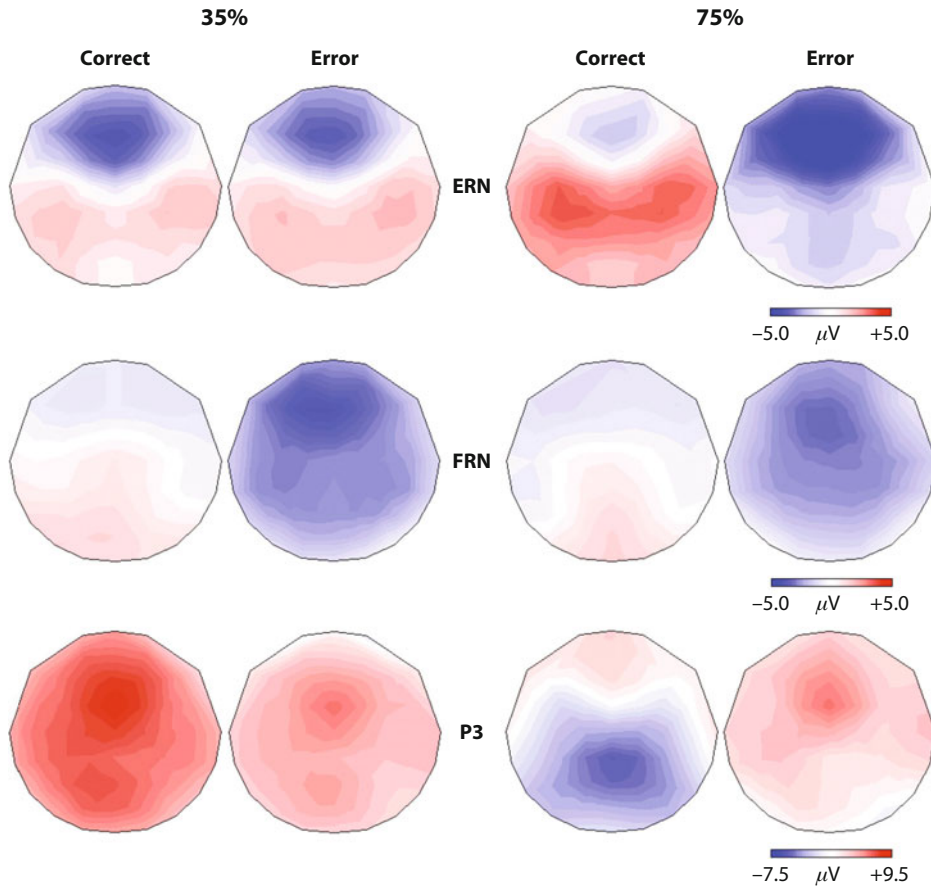 35% 75%
Correct Error Correct Error
ERN
−5.0 μV +5.0
FRN
−5.0 μV +5.0
P3
−7.5 μV +9.5